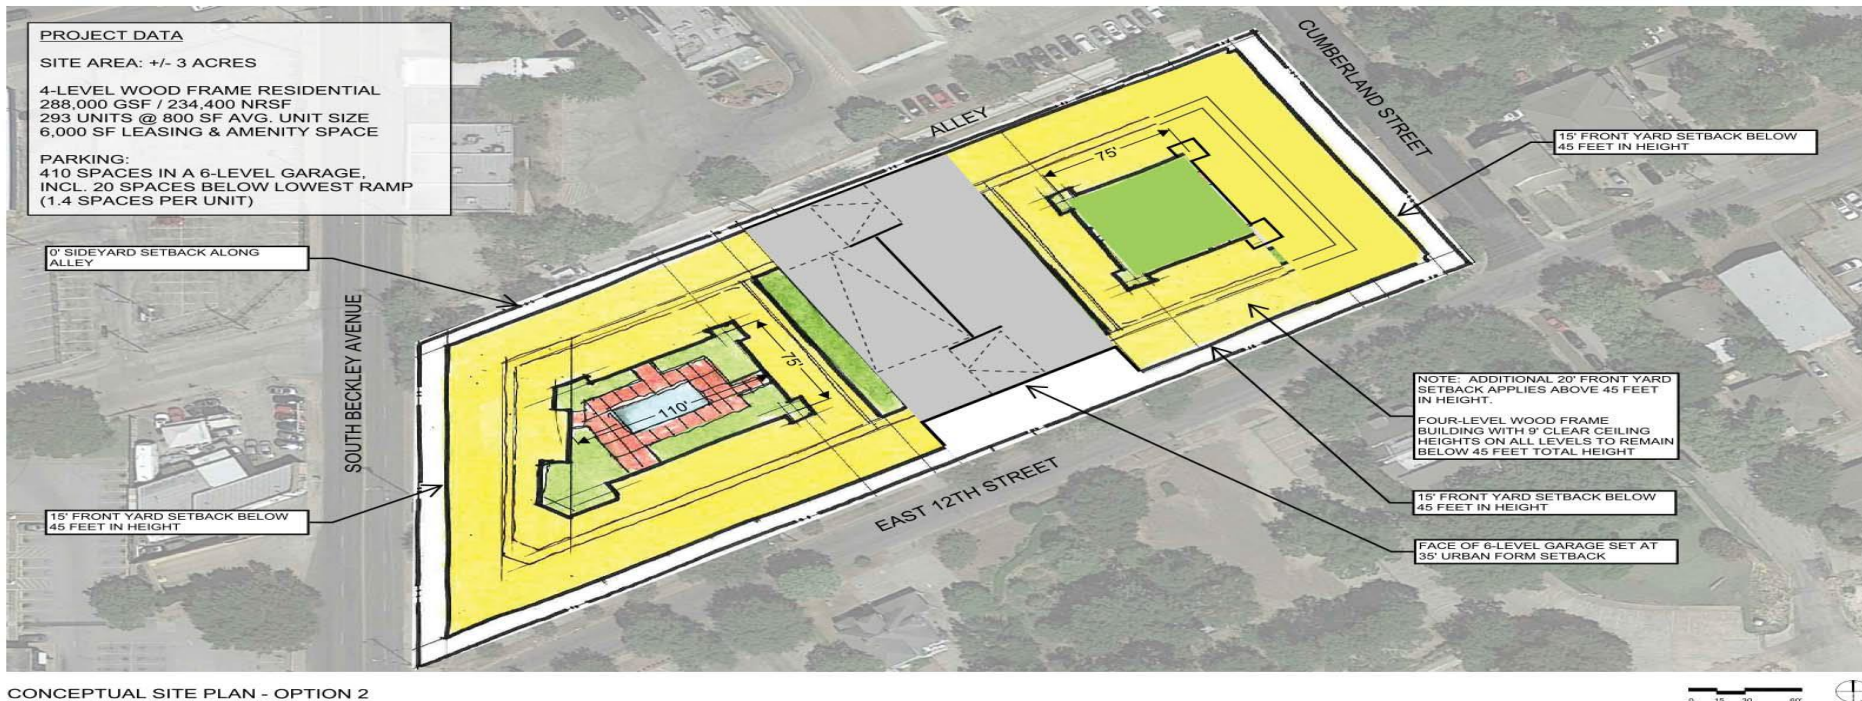 PROJECT DATA
SITE AREA: +/- 3 ACRES
4-LEVEL WOOD FRAME RESIDENTIAL
288,000 GSF / 234,400 NRSF
293 UNITS @ 800 SF AVG. UNIT SIZE
6,000 SF LEASING & AMENITY SPACE
PARKING:
410 SPACES IN A 6-LEVEL GARAGE,
INCL. 20 SPACES BELOW LOWEST RAMP
(1.4 SPACES PER UNIT)
0' SIDEYARD SETBACK ALONG
ALLEY
SOUTH BECKLEY AVENUE
15' FRONT YARD SETBACK BELOW
45 FEET IN HEIGHT
ALLEY
CUMBERLAND STREET
75'
75'
110'
EAST 12TH STREET
15' FRONT YARD SETBACK BELOW
45 FEET IN HEIGHT
NOTE: ADDITIONAL 20' FRONT YARD
SETBACK APPLIES ABOVE 45 FEET
IN HEIGHT.
FOUR-LEVEL WOOD FRAME
BUILDING WITH 9' CLEAR CEILING
HEIGHTS ON ALL LEVELS TO REMAIN
BELOW 45 FEET TOTAL HEIGHT
15' FRONT YARD SETBACK BELOW
45 FEET IN HEIGHT
FACE OF 6-LEVEL GARAGE SET AT
35' URBAN FORM SETBACK
CONCEPTUAL SITE PLAN - OPTION 2
0 15 30 60'